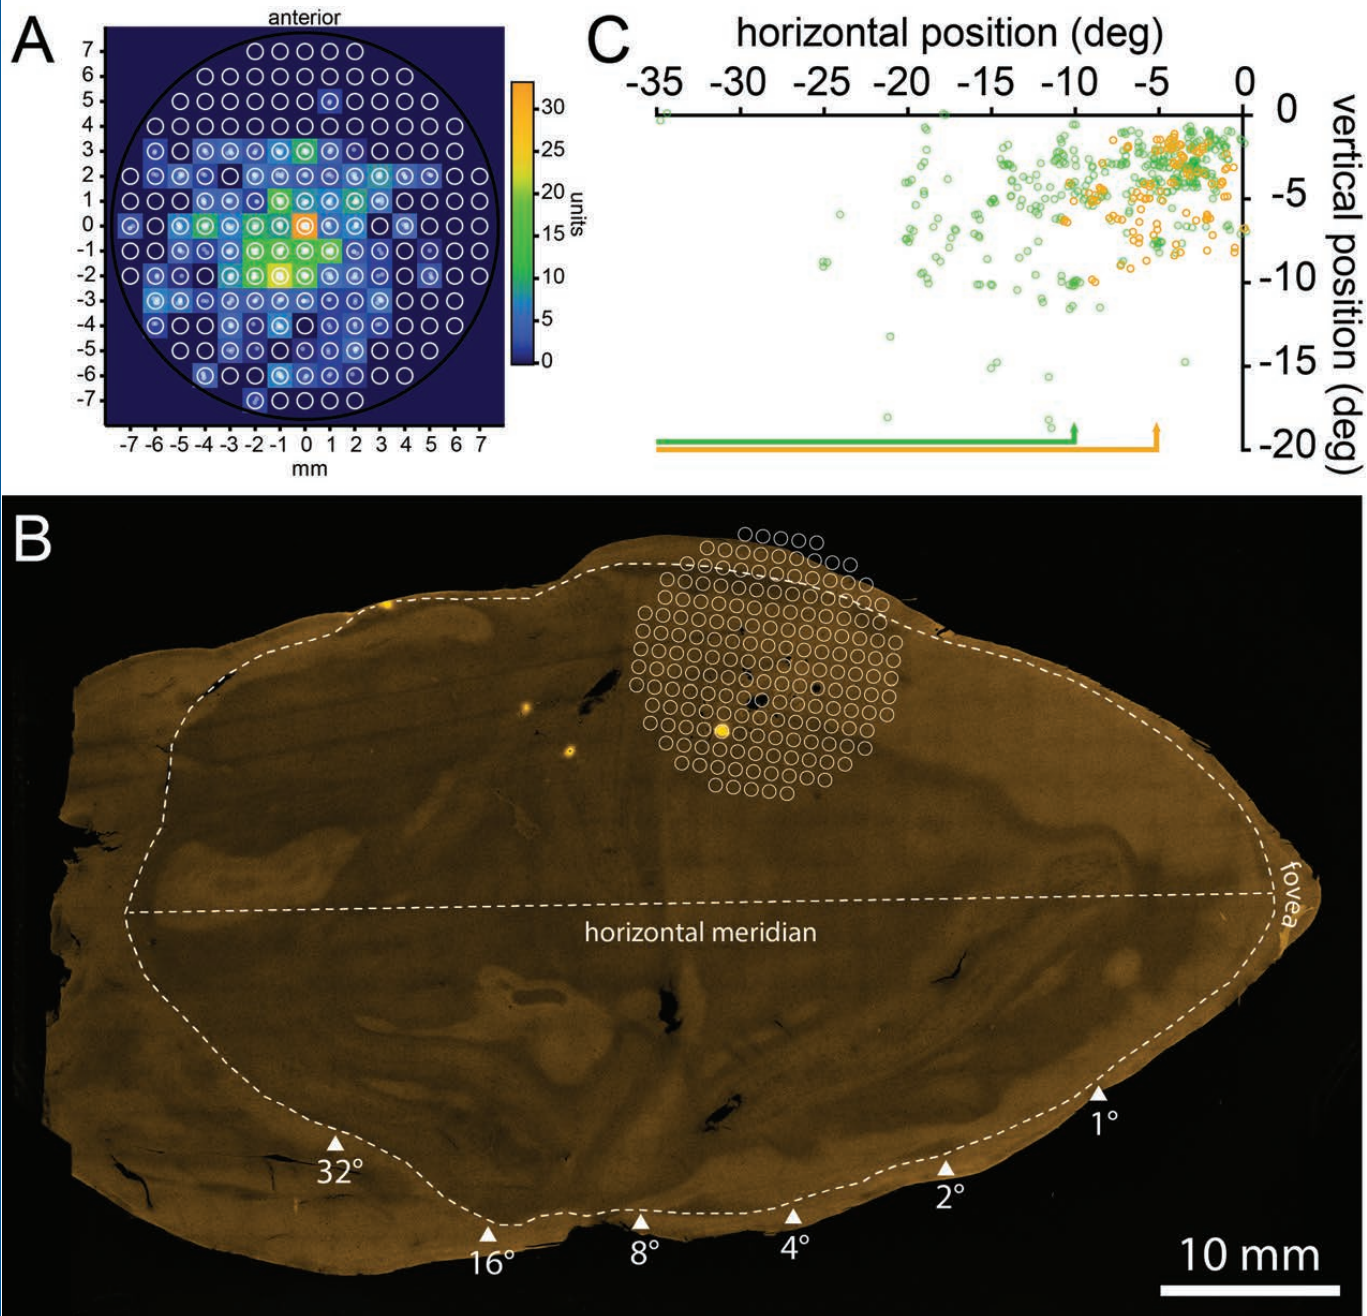 A
anterior
7
6
5
4
3
2
1
0
-1
-2
-3
-4
-5
-6
-7
-7 -6 -5 -4 -3 -2 -1 0 1 2 3 4 5 6 7
mm
30
25
20
15
10
5
0
units
C
horizontal position (deg)
-35 -30 -25 -20 -15 -10 -5 0
0
-5
-10
-15
-20
vertical position (deg)
B
fovea
horizontal meridian
1°
2°
4°
8°
16°
32°
10 mm